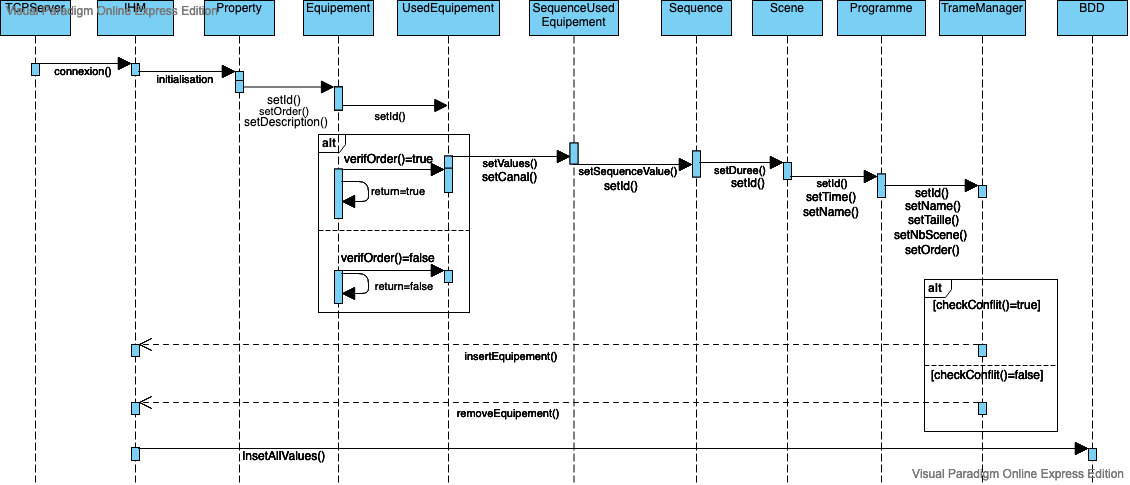 Visual Paradigm Online Express Edition
TCPServer
IHM
Property
Equipement
UsedEquipement
SequenceUsed
Equipement
Sequence
Scene
Programme
TrameManager
BDD
connexion()
initialisation
setId()
setOrder()
setDescription()
setId()
alt
verifOrder()=true
return=true
setValues()
setCanal()
setSequenceValue()
setId()
setDuree()
setId()
setId()
setTime()
setName()
setId()
setName()
setTaille()
setNbScene()
setOrder()
verifOrder()=false
return=false
alt
[checkConflit()=true]
insertEquipement()
[checkConflit()=false]
removeEquipement()
InsetAllValues()
Visual Paradigm Online Express Edition